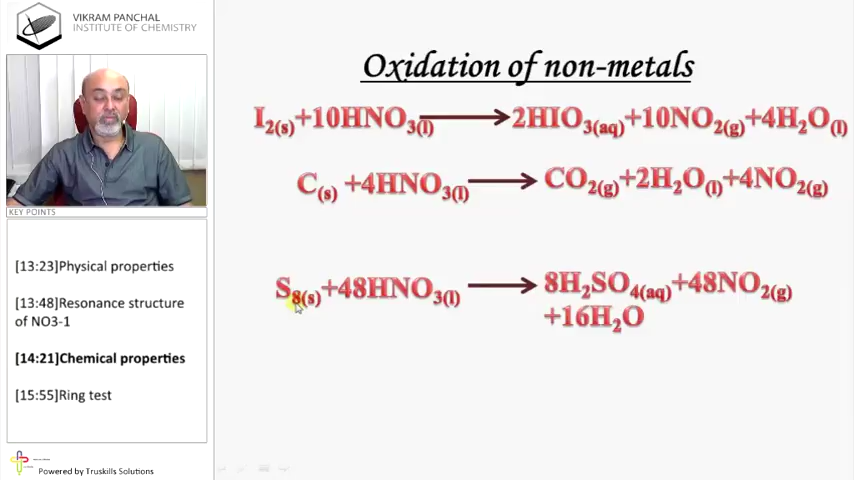 VIKRAM PANCHAL
INSTITUTE OF CHEMISTRY
Oxidation of non-metals
I2(s)+10HNO3(l) ⟶ 2HIO3(aq)+10NO2(g)+4H2O(l)
C(s) +4HNO3(l) ⟶ CO2(g)+2H2O(l)+4NO2(g)
S8(s)+48HNO3(l) ⟶ 8H2SO4(aq)+48NO2(g)
+16H2O
KEY POINTS
[13:23]Physical properties
[13:48]Resonance structure
of NO3-1
[14:21]Chemical properties
[15:55]Ring test
Powered by Truskills Solutions